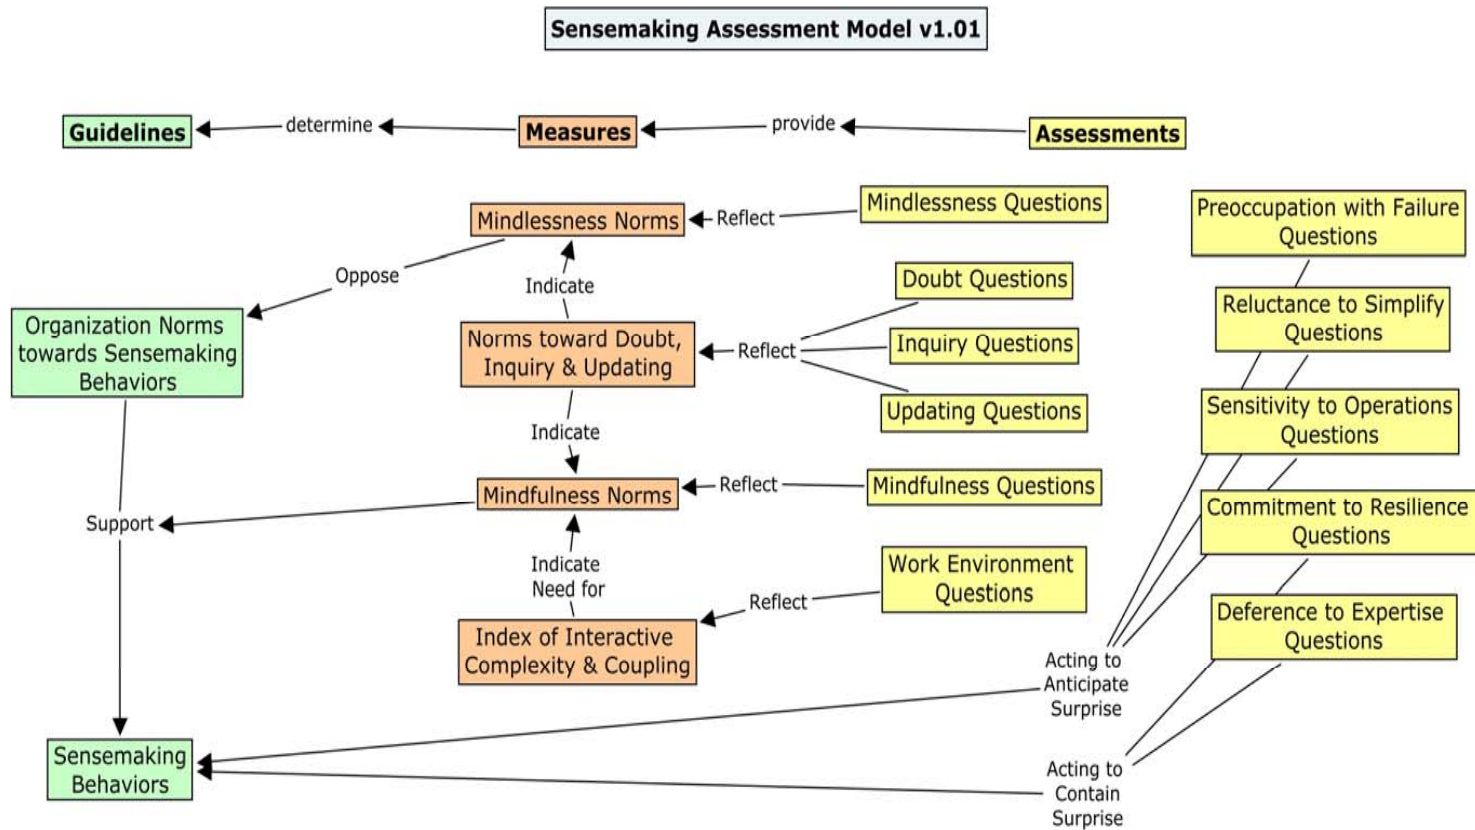 Sensemaking Assessment Model v1.01
Guidelines
determine
Measures
provide
Assessments
Mindlessness Norms
Reflect
Mindlessness Questions
Preoccupation with Failure
Questions
Oppose
Indicate
Doubt Questions
Reluctance to Simplify
Questions
Organization Norms
towards Sensemaking
Behaviors
Norms toward Doubt,
Inquiry & Updating
Reflect
Inquiry Questions
Updating Questions
Sensitivity to Operations
Questions
Indicate
Mindfulness Norms
Reflect
Mindfulness Questions
Commitment to Resilience
Questions
Support
Indicate
Need for
Work Environment
Questions
Reflect
Index of Interactive
Complexity & Coupling
Deference to Expertise
Questions
Acting to
Anticipate
Surprise
Sensemaking
Behaviors
Acting to
Contain
Surprise